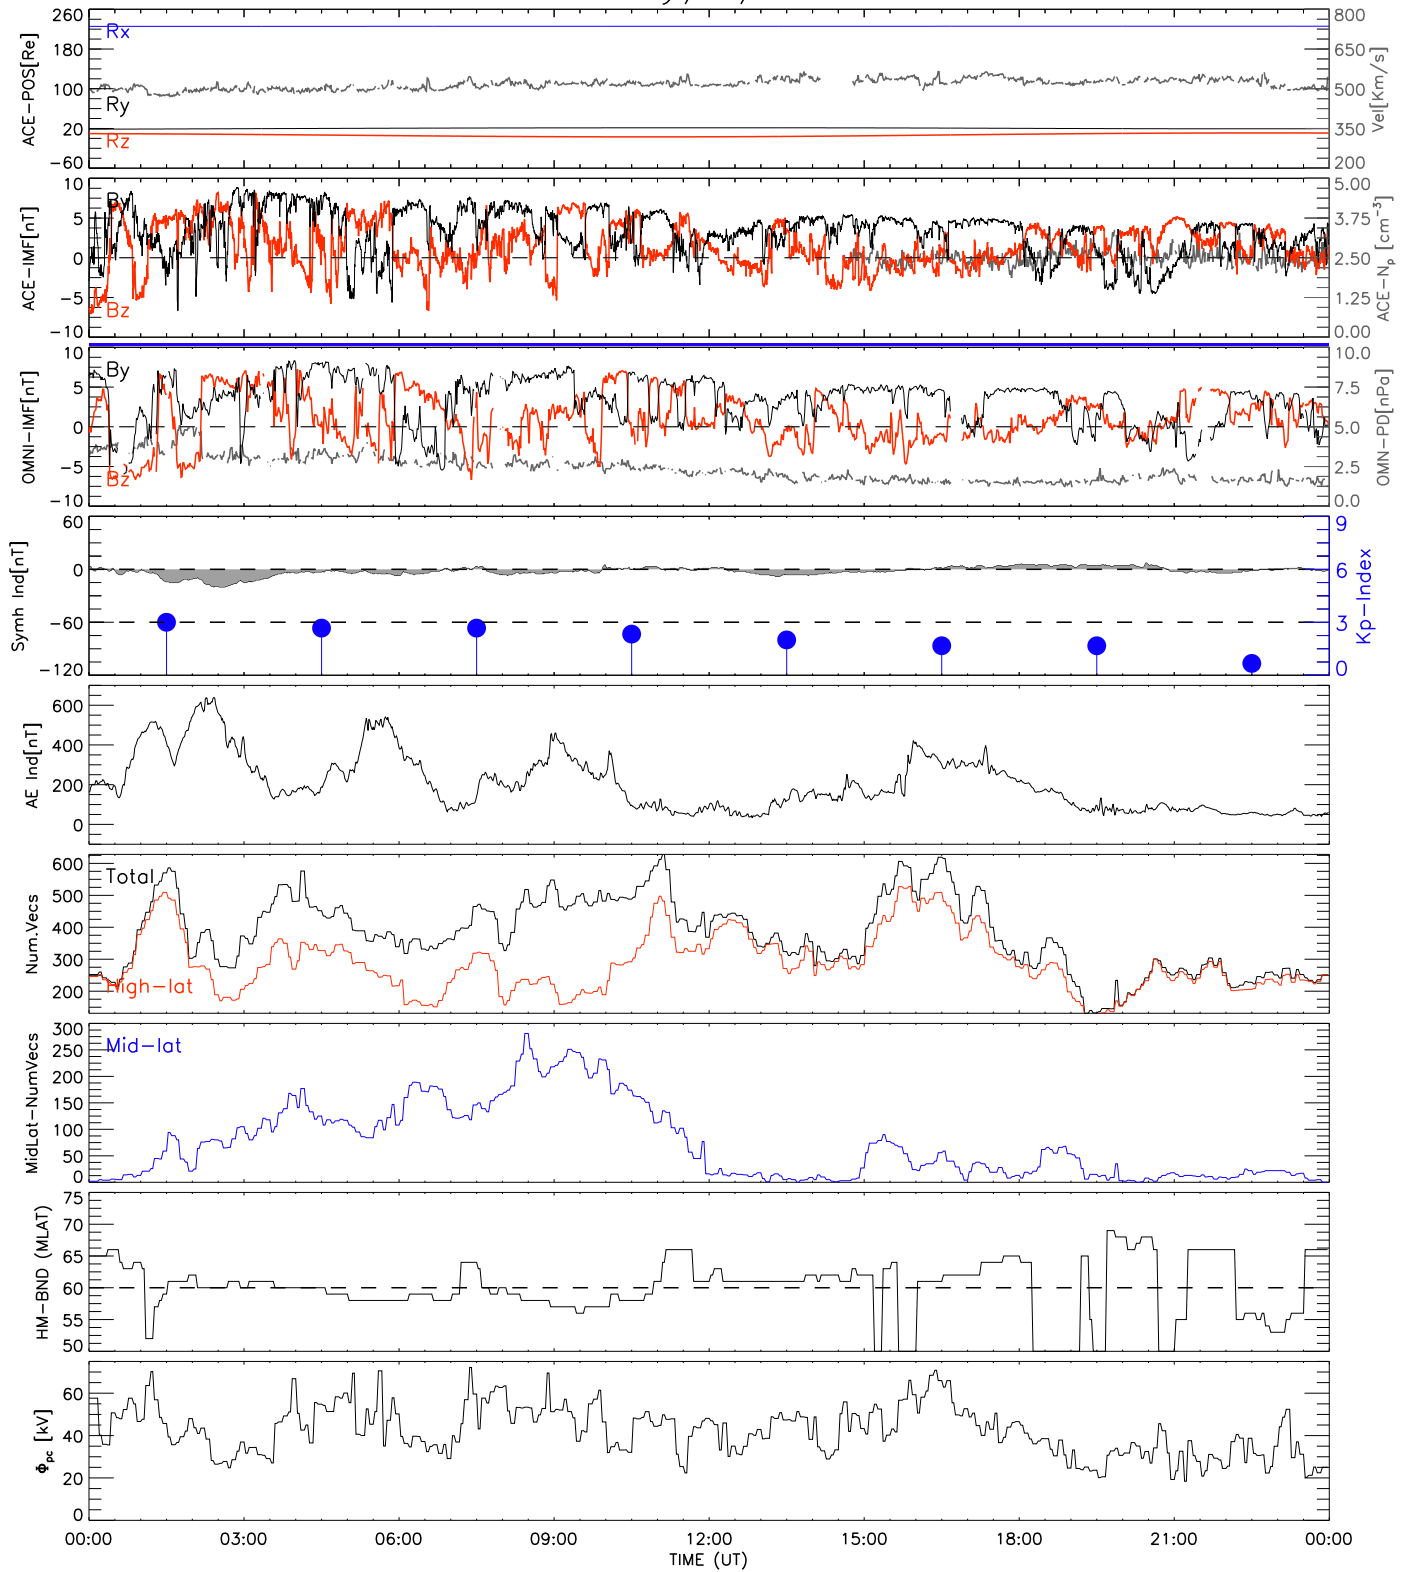 260
180
100
20
−60
ACE−POS[Re]
Rx
Ry
Rz
800
650
500
350
200
Vel[Km/s]
10
5
0
−5
−10
ACE−IMF[nT]
By
Bz
5.00
3.75
2.50
1.25
0.00
ACE−Np [cm−3]
10
5
0
−5
−10
OMNI−IMF[nT]
By
Bz
10.0
7.5
5.0
2.5
0.0
OMN−PD[nPa]
60
0
−60
−120
Symh Ind[nT]
9
6
3
0
Kp−Index
600
400
200
0
AE Ind[nT]
600
500
400
300
200
Num.Vecs
Total
High−lat
300
250
200
150
100
50
0
MidLat−NumVecs
Mid−lat
75
70
65
60
55
50
HM−BND (MLAT)
60
40
20
0
Φpc [kV]
00:00 03:00 06:00 09:00 12:00 15:00 18:00 21:00 00:00
TIME (UT)